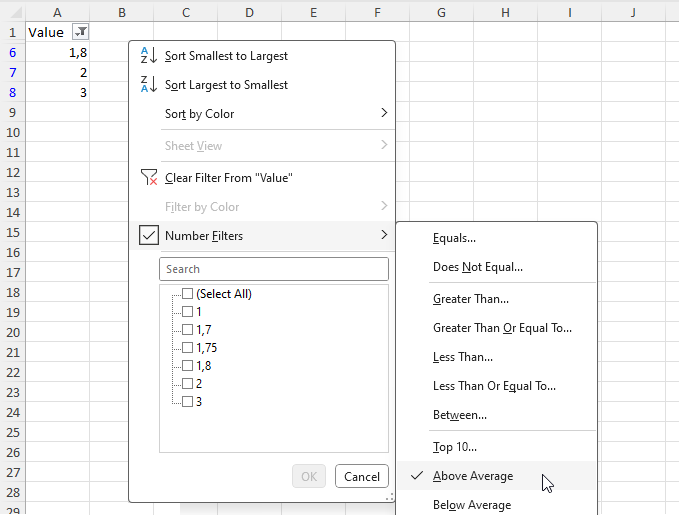 A B C D E F G H I J
1 Value
6 1,8
7 2
8 3
9
10
11
12
13
14
15
16
17
18
19
20
21
22
23
24
25
26
27
28
29
Sort Smallest to Largest
Sort Largest to Smallest
Sort by Color
Sheet View
Clear Filter From "Value"
Filter by Color
Number Filters
Search
(Select All)
1
1,7
1,75
1,8
2
3
OK Cancel
Equals...
Does Not Equal...
Greater Than...
Greater Than Or Equal To...
Less Than...
Less Than Or Equal To...
Between...
Top 10...
Above Average
Below Average